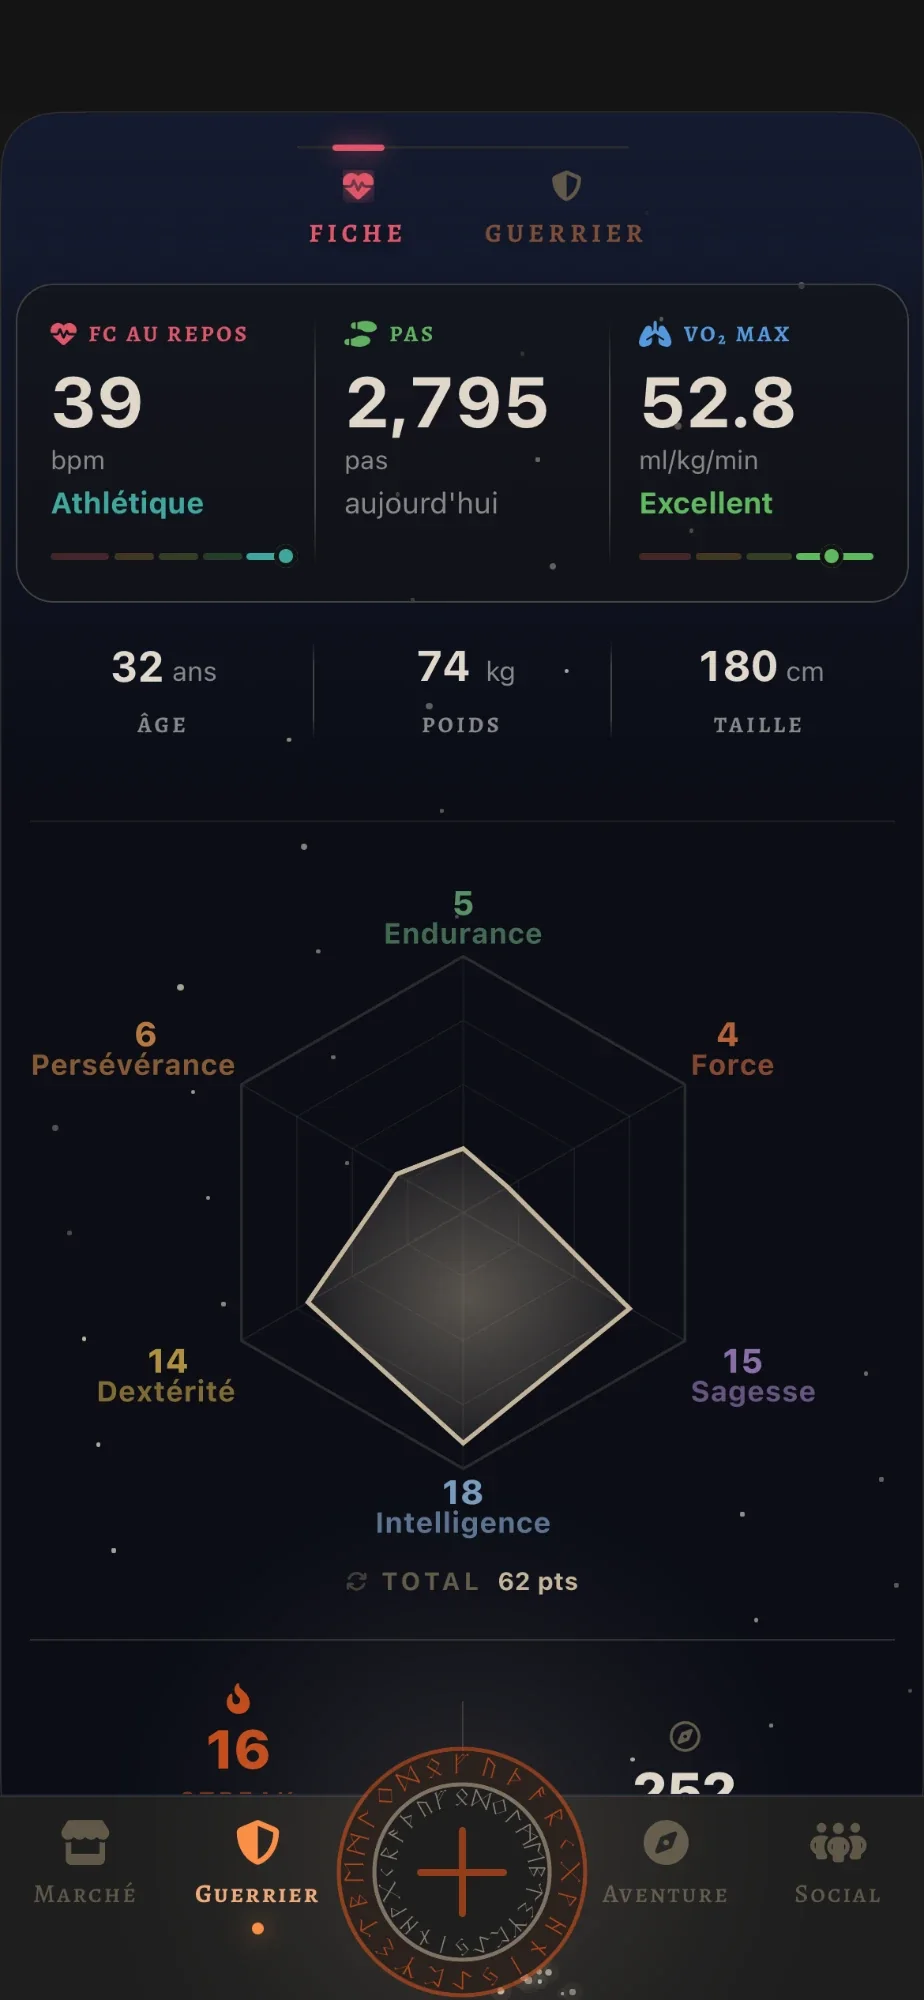 FICHE
GUERRIER
FC AU REPOS
39
bpm
Athlétique
PAS
2,795
pas
aujourd'hui
VO₂ MAX
52.8
ml/kg/min
Excellent
32 ans
ÂGE
74 kg
POIDS
180 cm
TAILLE
5
Endurance
6
Persévérance
4
Force
14
Dextérité
15
Sagesse
18
Intelligence
TOTAL 62 pts
16
252
MARCHÉ
GUERRIER
AVENTURE
SOCIAL